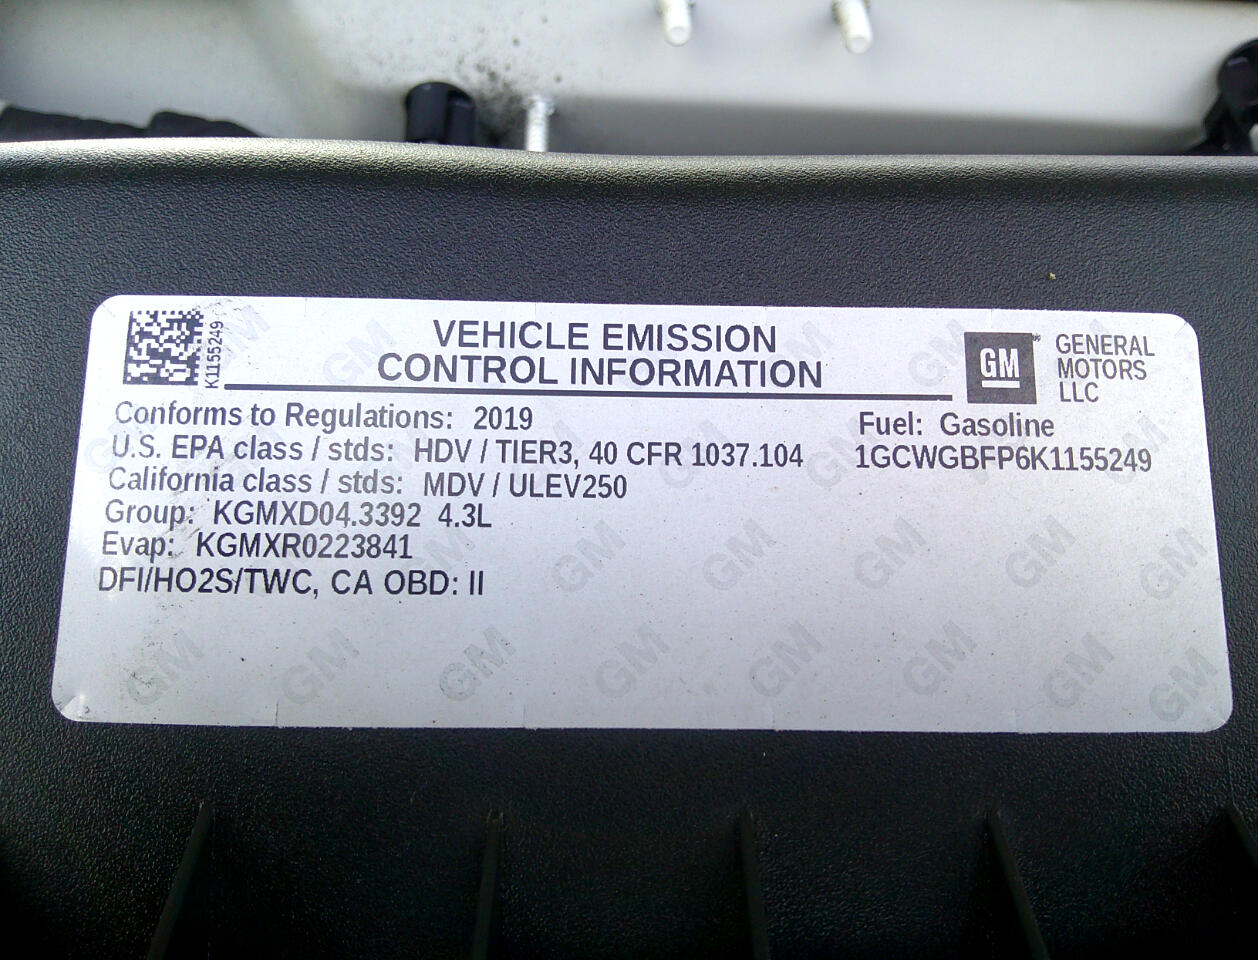 K1155249
VEHICLE EMISSION
CONTROL INFORMATION
GM
GENERAL
MOTORS
LLC
Conforms to Regulations: 2019
Fuel: Gasoline
U.S. EPA class / stds: HDV / TIER3, 40 CFR 1037.104
1GCWGBFP6K1155249
California class / stds: MDV / ULEV250
Group: KGMXD04.3392 4.3L
Evap: KGMXR0223841
DFI/HO2S/TWC, CA OBD: II